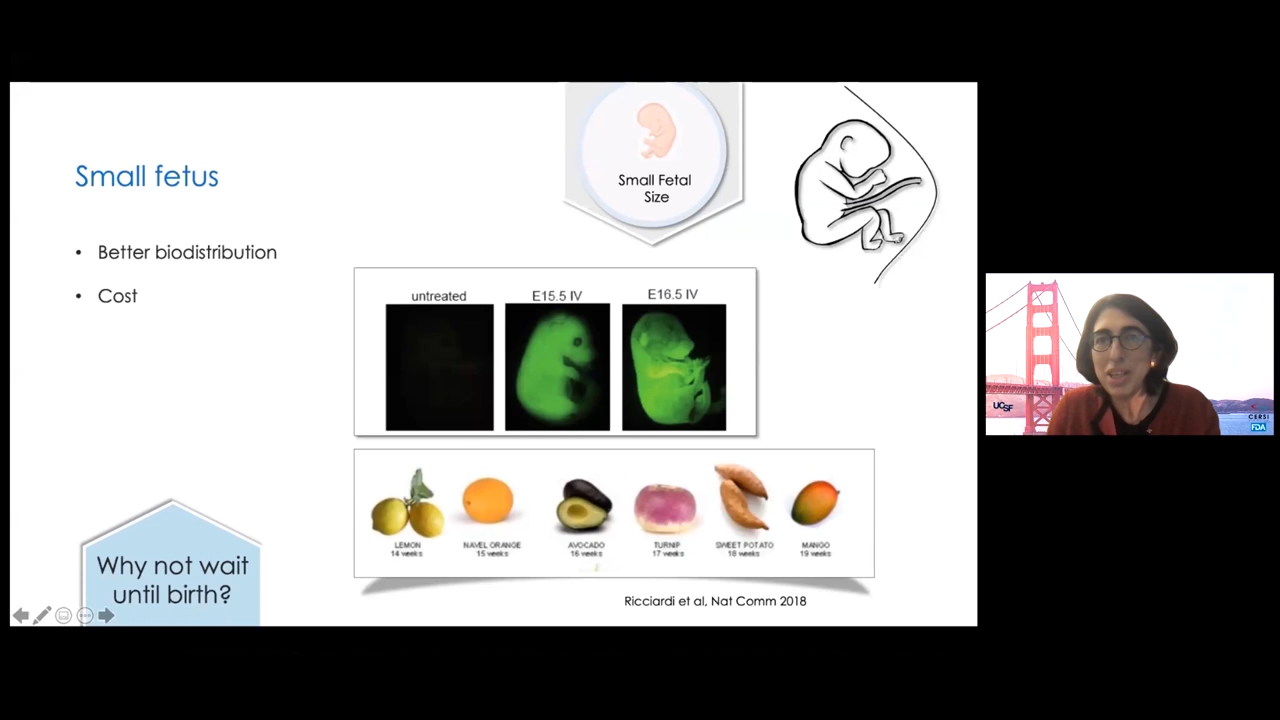 Small fetus
• Better biodistribution
• Cost
Small Fetal
Size
untreated
E15.5 IV
E16.5 IV
LEMON
14 weeks
NAVEL ORANGE
15 weeks
AVOCADO
16 weeks
TURNIP
17 weeks
SWEET POTATO
18 weeks
MANGO
19 weeks
Why not wait
until birth?
Ricciardi et al, Nat Comm 2018
UCSF
CERSI
FDA